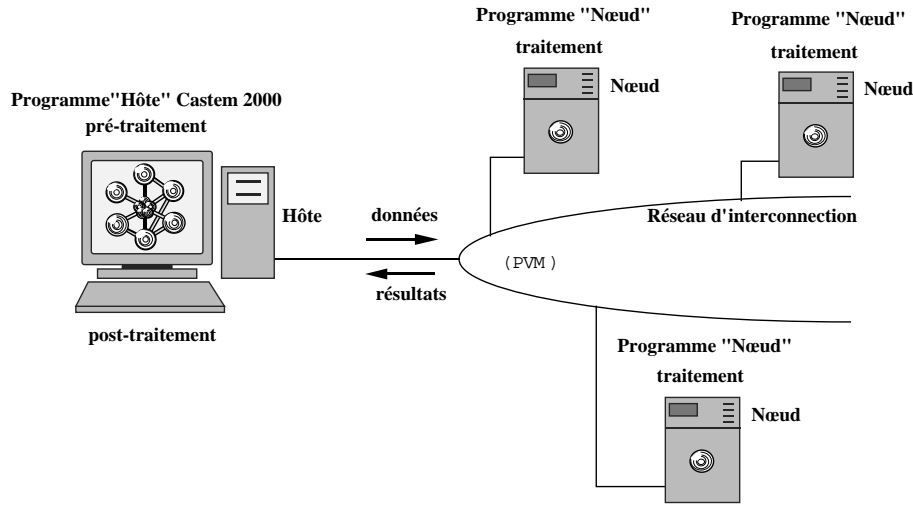 Programme "Nœud"
traitement
Nœud
Programme "Nœud"
traitement
Nœud
Programme"Hôte" Castem 2000
pré-traitement
Hôte
données
résultats
post-traitement
Réseau d'interconnection
(PVM )
Programme "Nœud"
traitement
Nœud